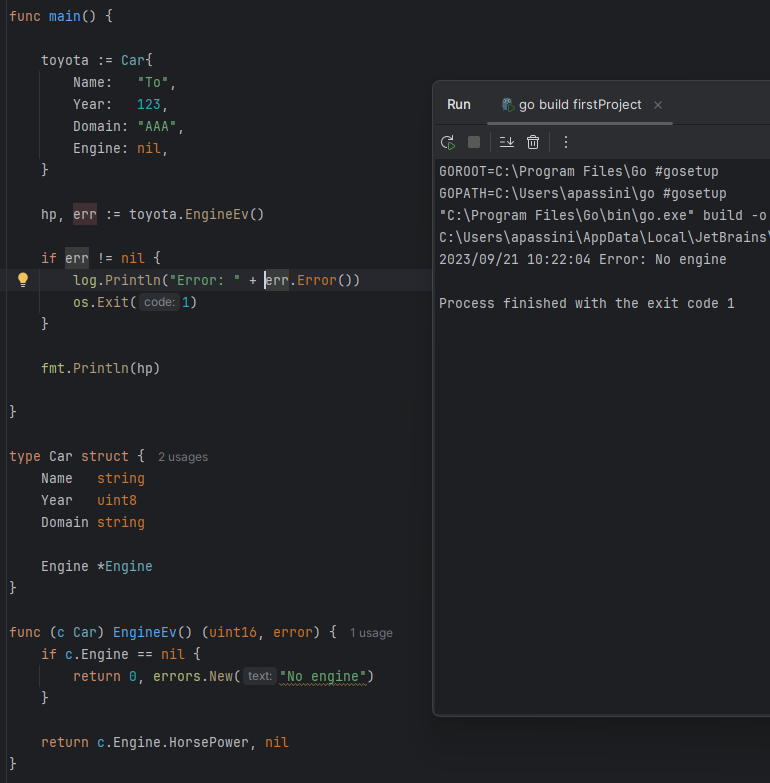 func main() {
toyota := Car{
Name:   "To",
Year:   123,
Domain: "AAA",
Engine: nil,
}
hp, err := toyota.EngineEv()
if err != nil {
log.Println("Error: " + err.Error())
os.Exit( code: 1)
}
fmt.Println(hp)
}
type Car struct {  2 usages
Name   string
Year   uint8
Domain string
Engine *Engine
}
func (c Car) EngineEv() (uint16, error) {  1 usage
if c.Engine == nil {
return 0, errors.New( text: "No engine")
}
return c.Engine.HorsePower, nil
}
Run  go build firstProject
GOROOT=C:\Program Files\Go #gosetup
GOPATH=C:\Users\apassini\go #gosetup
"C:\Program Files\Go\bin\go.exe" build -o
C:\Users\apassini\AppData\Local\JetBrains\
2023/09/21 10:22:04 Error: No engine
Process finished with the exit code 1